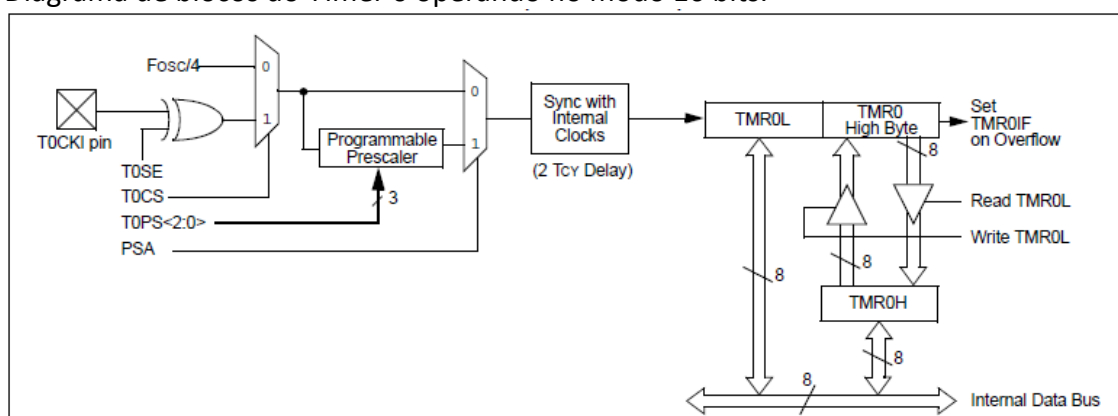 Diagrama de blocos do Timer 0 operando no modo 16 bits.
Fosc/4
0
1
T0CKI pin
T0SE
T0CS
T0PS<2:0>
PSA
Programmable
Prescaler
3
0
1
Sync with
Internal
Clocks
(2 TCY Delay)
TMR0L
TMR0
High Byte
Set
TMR0IF
on Overflow
8
Read TMR0L
Write TMR0L
8
8
TMR0H
8
8
Internal Data Bus